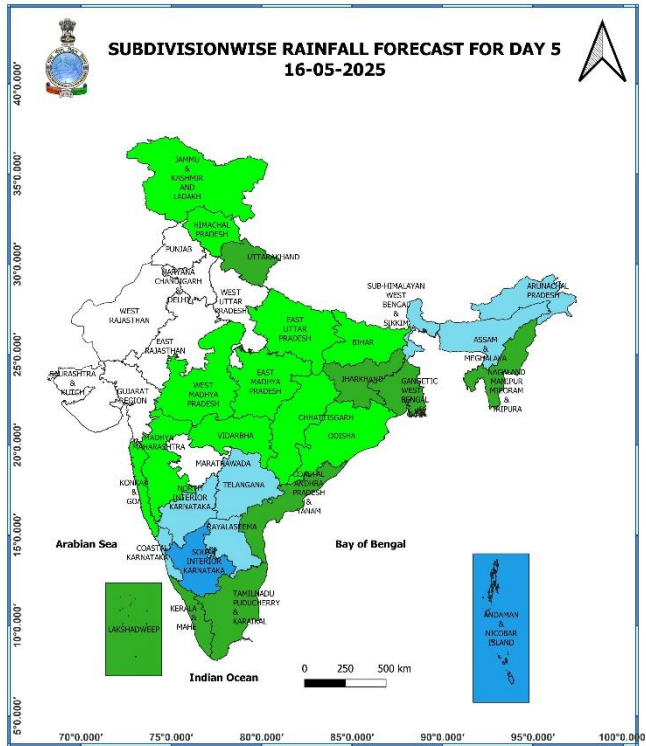 SUBDIVISIONWISE RAINFALL FORECAST FOR DAY 5
16-05-2025
40°0.000'
35°0.000'
30°0.000'
25°0.000'
20°0.000'
15°0.000'
10°0.000'
5°0.000'
JAMMU
&
KASHMIR
AND
LADAKH
HIMACHAL
PRADESH
PUNJAB
UTTARAKHAND
HARYANA
CHANDIGARH
&
DELHI
WEST
UTTAR
PRADESH
WEST
RAJASTHAN
EAST
RAJASTHAN
SUB-HIMALAYAN
WEST
BENGAL
&
SIKKIM
ARUNACHAL
PRADESH
EAST
UTTAR
PRADESH
BIHAR
ASSAM
&
MEGHALAYA
NAGALAND
MANIPUR
MIZORAM
&
TRIPURA
SAURASHTRA
&
KUTCH
GUJARAT
REGION
WEST
MADHYA
PRADESH
EAST
MADHYA
PRADESH
JHARKHAND
GANGETIC
WEST
BENGAL
CHHATTISGARH
ODISHA
VIDARBHA
MADHYA
MAHARASHTRA
MARATHAWADA
KONKAN
&
GOA
NORTH
INTERIOR
KARNATAKA
TELANGANA
COASTAL
ANDHRA
PRADESH
&
YANAM
RAYALASEEMA
COASTAL
KARNATAKA
SOUTH
INTERIOR
KARNATAKA
Arabian Sea
Bay of Bengal
TAMILNADU
PUDUCHERRY
&
KARAIKAL
KERALA
&
MAHE
LAKSHADWEEP
ANDAMAN
&
NICOBAR
ISLAND
Indian Ocean
0 250 500 km
70°0.000' 75°0.000' 80°0.000' 85°0.000' 90°0.000' 95°0.000' 100°0.000'